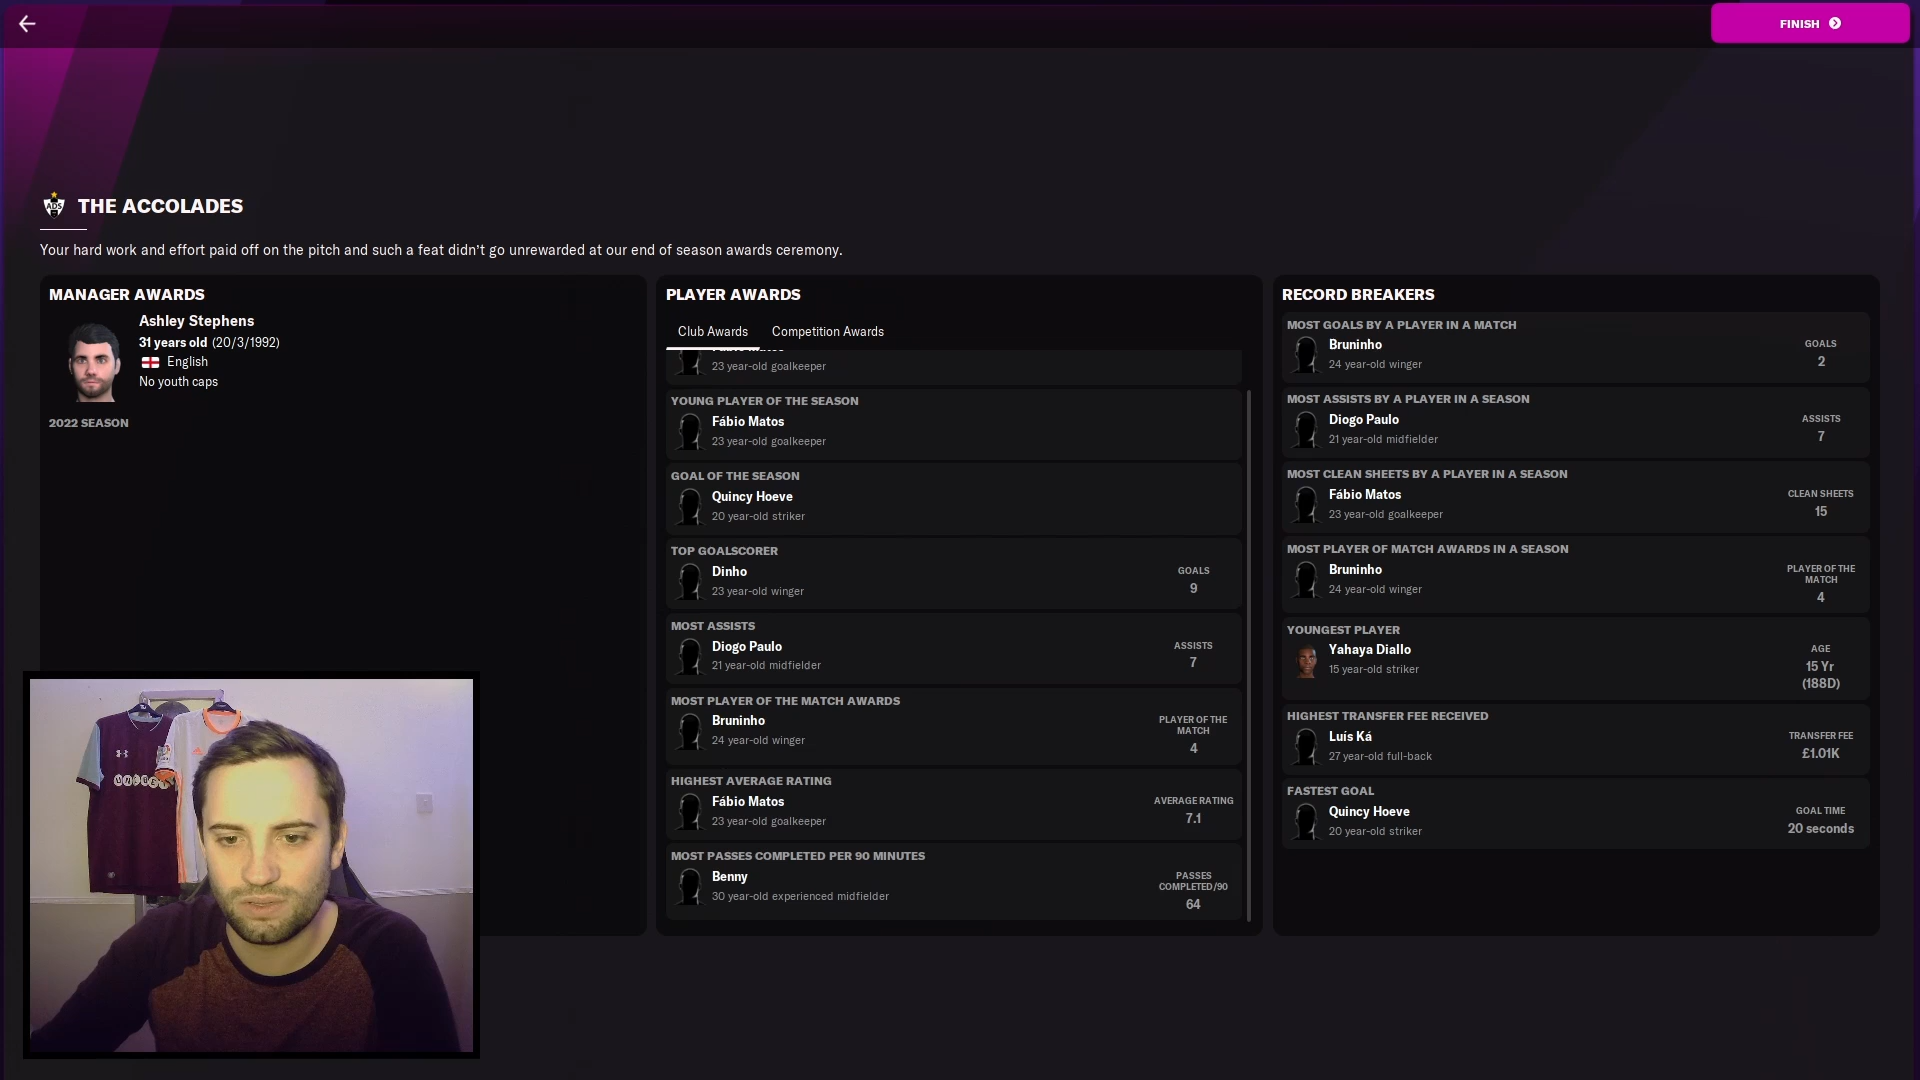 FINISH
ADS
THE ACCOLADES
Your hard work and effort paid off on the pitch and such a feat didn't go unrewarded at our end of season awards ceremony.
MANAGER AWARDS
Ashley Stephens
31 years old (20/3/1992)
English
No youth caps
2022 SEASON
PLAYER AWARDS
Club Awards
Competition Awards
Fábio Matos
23 year-old goalkeeper
YOUNG PLAYER OF THE SEASON
Fábio Matos
23 year-old goalkeeper
GOAL OF THE SEASON
Quincy Hoeve
20 year-old striker
TOP GOALSCORER
Dinho
23 year-old winger
GOALS
9
MOST ASSISTS
Diogo Paulo
21 year-old midfielder
ASSISTS
7
MOST PLAYER OF THE MATCH AWARDS
Bruninho
24 year-old winger
PLAYER OF THE
MATCH
4
HIGHEST AVERAGE RATING
Fábio Matos
23 year-old goalkeeper
AVERAGE RATING
7.1
MOST PASSES COMPLETED PER 90 MINUTES
Benny
30 year-old experienced midfielder
PASSES
COMPLETED/90
64
RECORD BREAKERS
MOST GOALS BY A PLAYER IN A MATCH
Bruninho
24 year-old winger
GOALS
2
MOST ASSISTS BY A PLAYER IN A SEASON
Diogo Paulo
21 year-old midfielder
ASSISTS
7
MOST CLEAN SHEETS BY A PLAYER IN A SEASON
Fábio Matos
23 year-old goalkeeper
CLEAN SHEETS
15
MOST PLAYER OF MATCH AWARDS IN A SEASON
Bruninho
24 year-old winger
PLAYER OF THE
MATCH
4
YOUNGEST PLAYER
Yahaya Diallo
15 year-old striker
AGE
15 Yr
(188D)
HIGHEST TRANSFER FEE RECEIVED
Luís Ká
27 year-old full-back
TRANSFER FEE
£1.01K
FASTEST GOAL
Quincy Hoeve
20 year-old striker
GOAL TIME
20 seconds